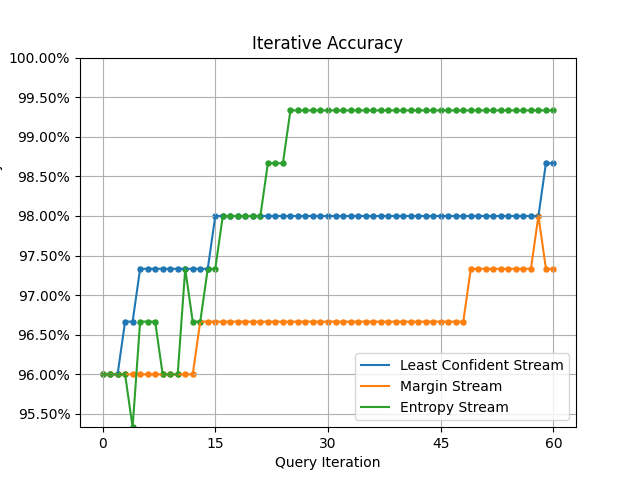 Iterative Accuracy
100.00%
99.50%
99.00%
98.50%
98.00%
97.50%
97.00%
96.50%
96.00%
95.50%
0 15 30 45 60
Query Iteration
Least Confident Stream
Margin Stream
Entropy Stream